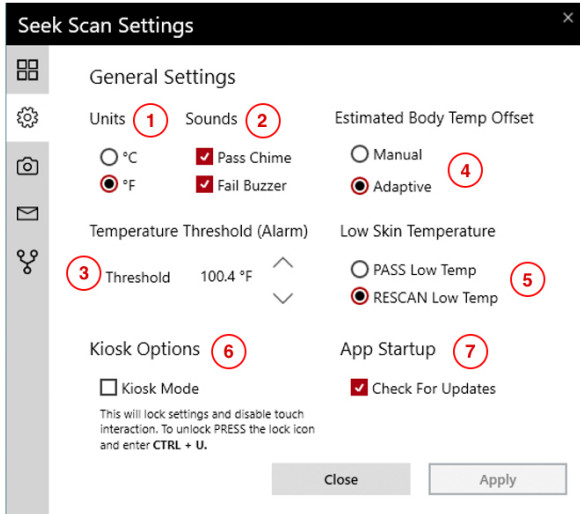 Seek Scan Settings
General Settings
Units 1 Sounds 2
°C
°F
Pass Chime
Fail Buzzer
Estimated Body Temp Offset
Manual
Adaptive
4
Temperature Threshold (Alarm)
3 Threshold 100.4 °F
Low Skin Temperature
PASS Low Temp
RESCAN Low Temp
5
Kiosk Options 6
Kiosk Mode
This will lock settings and disable touch
interaction. To unlock PRESS the lock icon
and enter CTRL + U.
App Startup 7
Check For Updates
Close
Apply